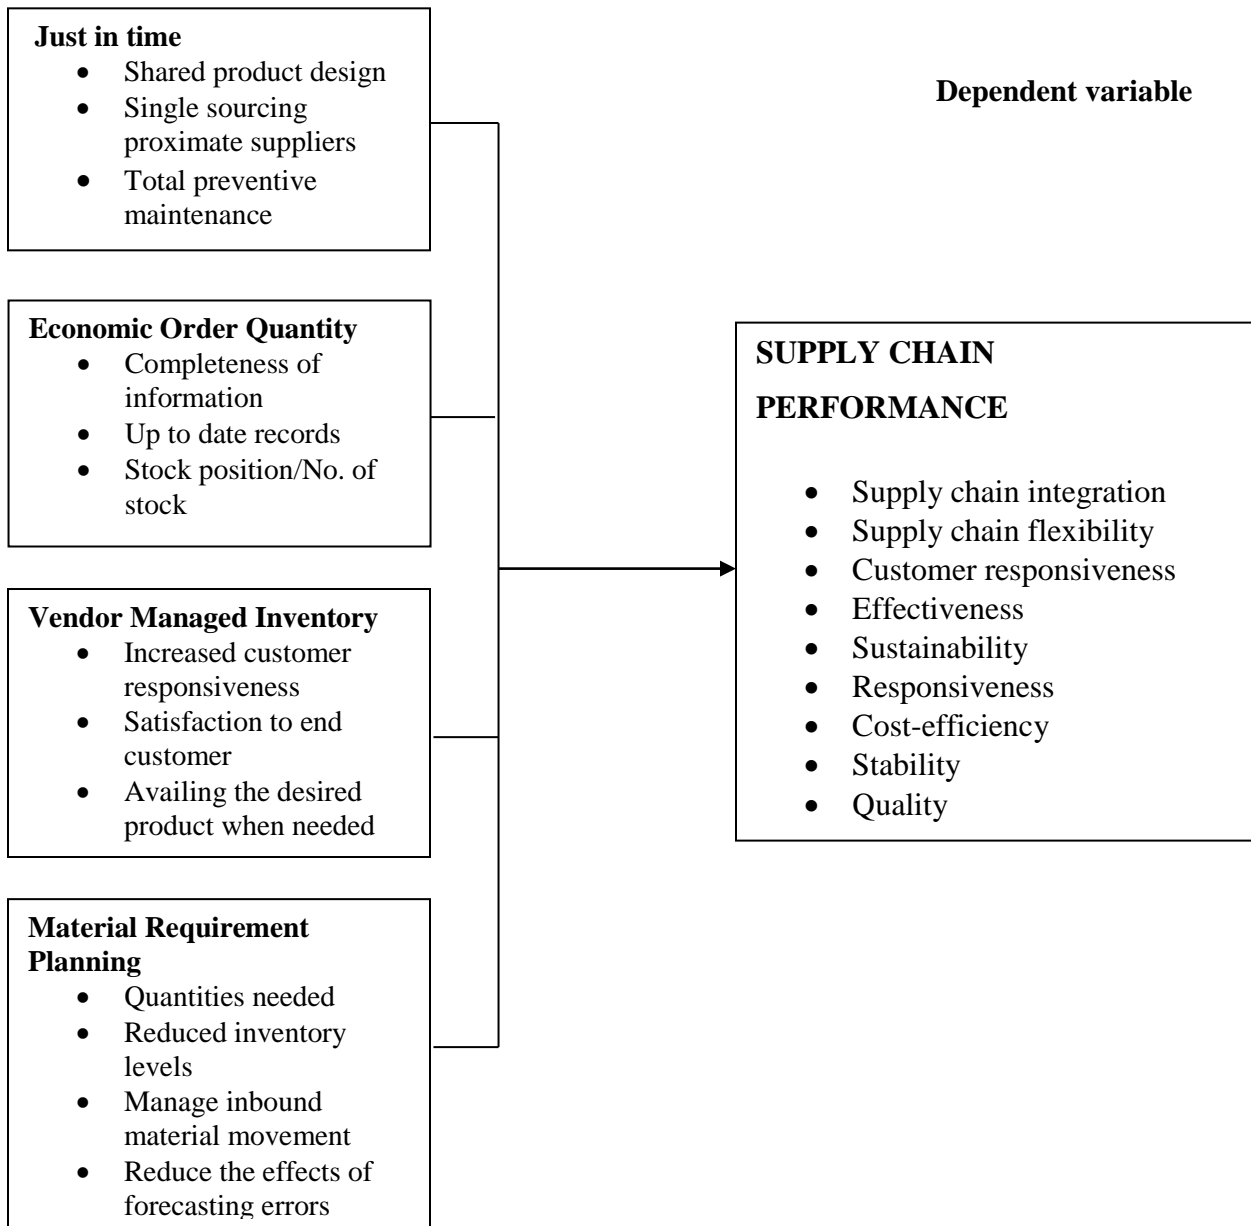 Just in time
• Shared product design
• Single sourcing
proximate suppliers
• Total preventive
maintenance
Dependent variable
Economic Order Quantity
• Completeness of
information
• Up to date records
• Stock position/No. of
stock
Vendor Managed Inventory
• Increased customer
responsiveness
• Satisfaction to end
customer
• Availing the desired
product when needed
Material Requirement
Planning
• Quantities needed
• Reduced inventory
levels
• Manage inbound
material movement
• Reduce the effects of
forecasting errors
SUPPLY CHAIN
PERFORMANCE
• Supply chain integration
• Supply chain flexibility
• Customer responsiveness
• Effectiveness
• Sustainability
• Responsiveness
• Cost-efficiency
• Stability
• Quality